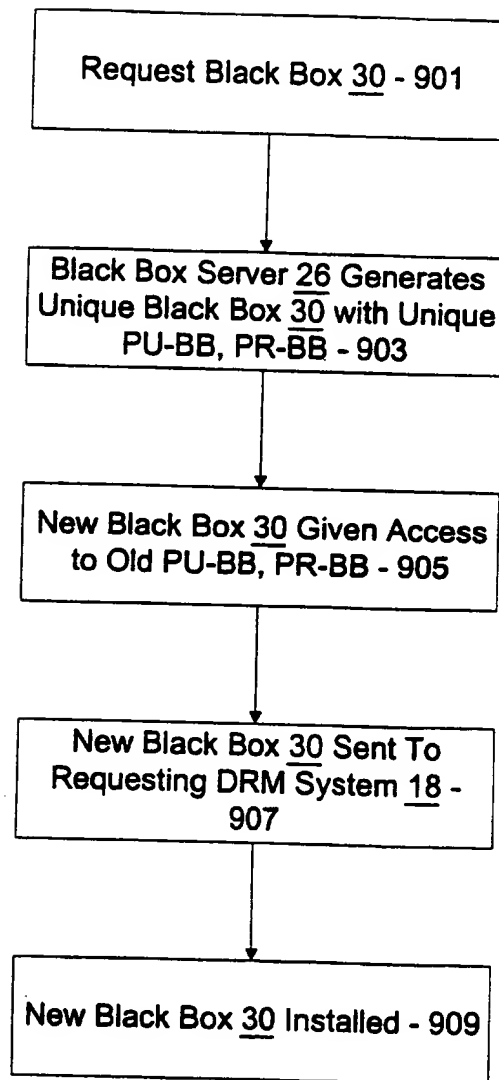 Request Black Box 30 - 901
Black Box Server 26 Generates
Unique Black Box 30 with Unique
PU-BB, PR-BB - 903
New Black Box 30 Given Access
to Old PU-BB, PR-BB - 905
New Black Box 30 Sent To
Requesting DRM System 18 -
907
New Black Box 30 Installed - 909